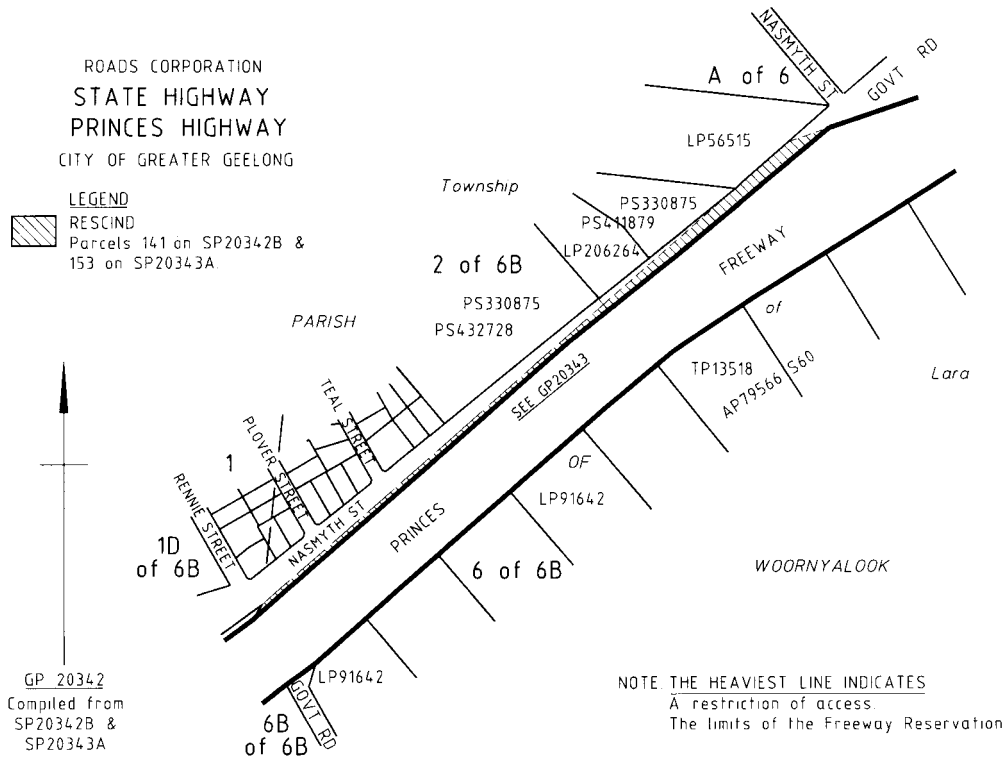 ROADS CORPORATION
STATE HIGHWAY
PRINCES HIGHWAY
CITY OF GREATER GEELONG
LEGEND
RESCIND
Parcels 141 on SP20342B &
153 on SP20343A.
NASMYTH ST
GOVT RD
A of 6
LP56515
Township
PS330875
PS411879
LP206264
2 of 6B
PS330875
PS432728
PARISH
FREEWAY
of
TP13518
AP79566 S60
Lara
SEE GP20343
TEAL STREET
PLOVER STREET
1
RENNIE STREET
NASMYTH ST
PRINCES
OF
LP91642
1D
of 6B
6 of 6B
WOORNYALOOK
GP 20342
Compiled from
SP20342B &
SP20343A
LP91642
GOVT RD
6B
of 6B
NOTE. THE HEAVIEST LINE INDICATES
A restriction of access.
The limits of the Freeway Reservation